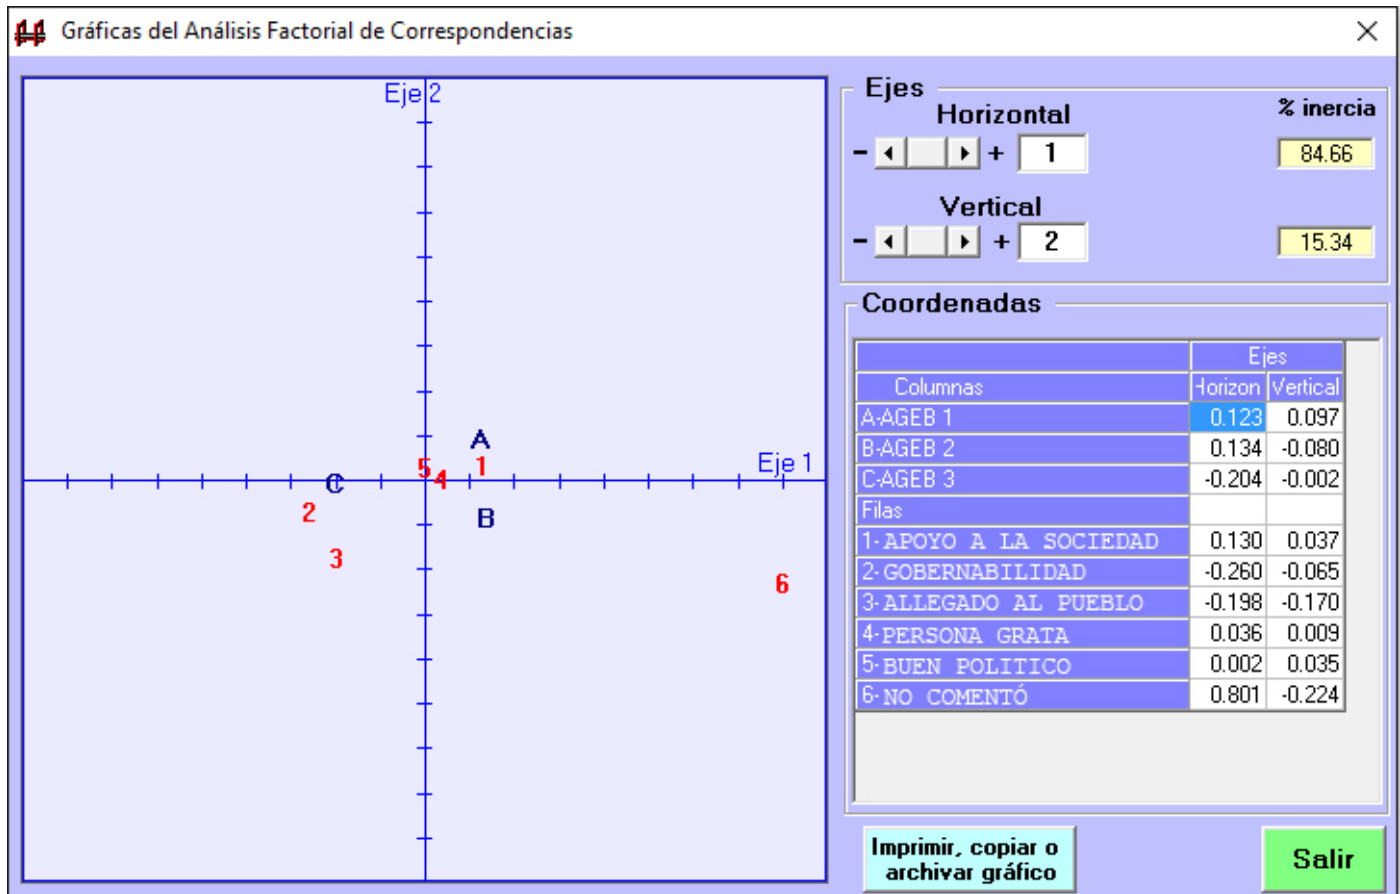 Gráficas del Análisis Factorial de Correspondencias
Eje 2
Eje 1
A
1
5
4
C
2
B
3
6
Ejes
% inercia
Horizontal
- + 1 84.66
Vertical
- + 2 15.34
Coordenadas
Ejes
Columnas Horizon Vertical
A-AGEB 1 0.123 0.097
B-AGEB 2 0.134 -0.080
C-AGEB 3 -0.204 -0.002
Filas
1-APOYO A LA SOCIEDAD 0.130 0.037
2-GOBERNABILIDAD -0.260 -0.065
3-ALLEGADO AL PUEBLO -0.198 -0.170
4-PERSONA GRATA 0.036 0.009
5-BUEN POLITICO 0.002 0.035
6-NO COMENTÓ 0.801 -0.224
Imprimir, copiar o
archivar gráfico
Salir